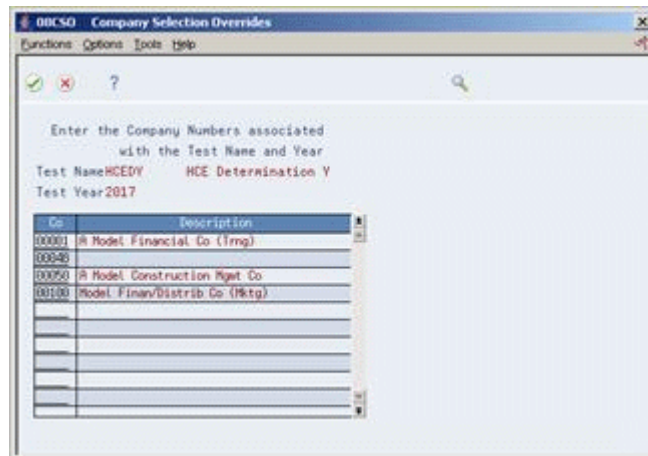 00CSO Company Selection Overrides
Functions Options Tools Help
?
Enter the Company Numbers associated
with the Test Name and Year
Test Name HCEDY HCE Determination Y
Test Year 2017
Co Description
00001 A Model Financial Co (Trng)
00048
00050 A Model Construction Mgmt Co
00100 Model Finan/Distrib Co (Mktg)